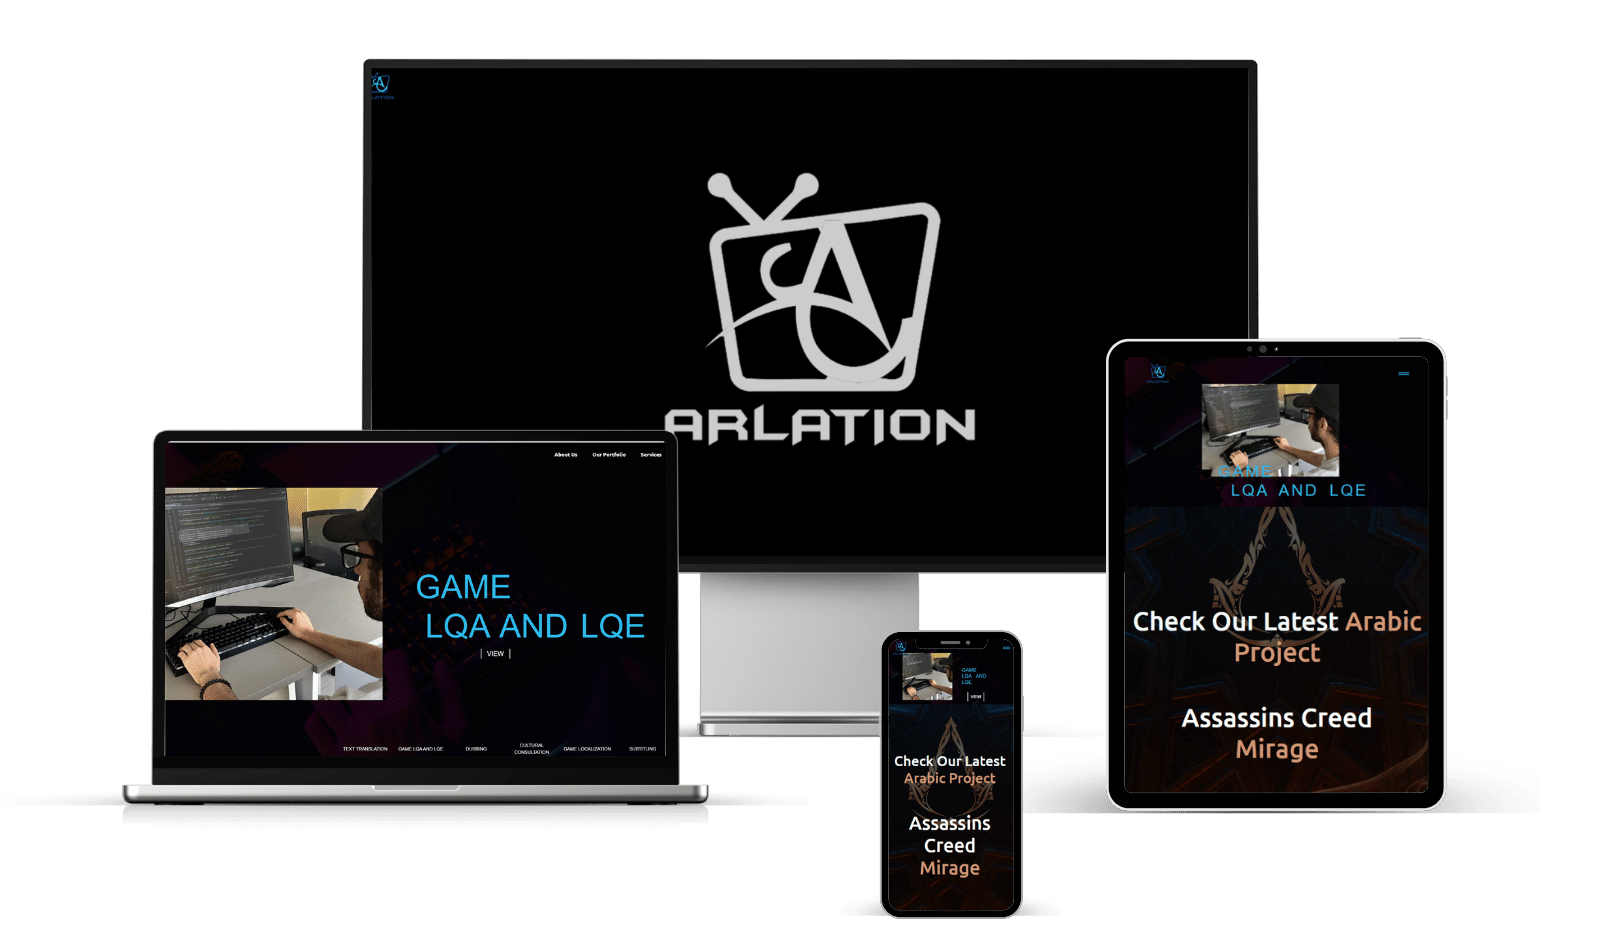 ARLATION
ARLATION
About Us Our Portfolio Services
GAME
LQA AND LQE
| VIEW |
TEXT TRANSLATION GAME LQA AND LQE DUBBING CULTURAL CONSULTATION GAME LOCALIZATION SUBTITLING
GAME
LQA AND
LQE
| VIEW |
Check Our Latest
Arabic Project
Assassins
Creed
Mirage
ARLATION
GAME
LQA AND LQE
Check Our Latest Arabic
Project
Assassins Creed
Mirage